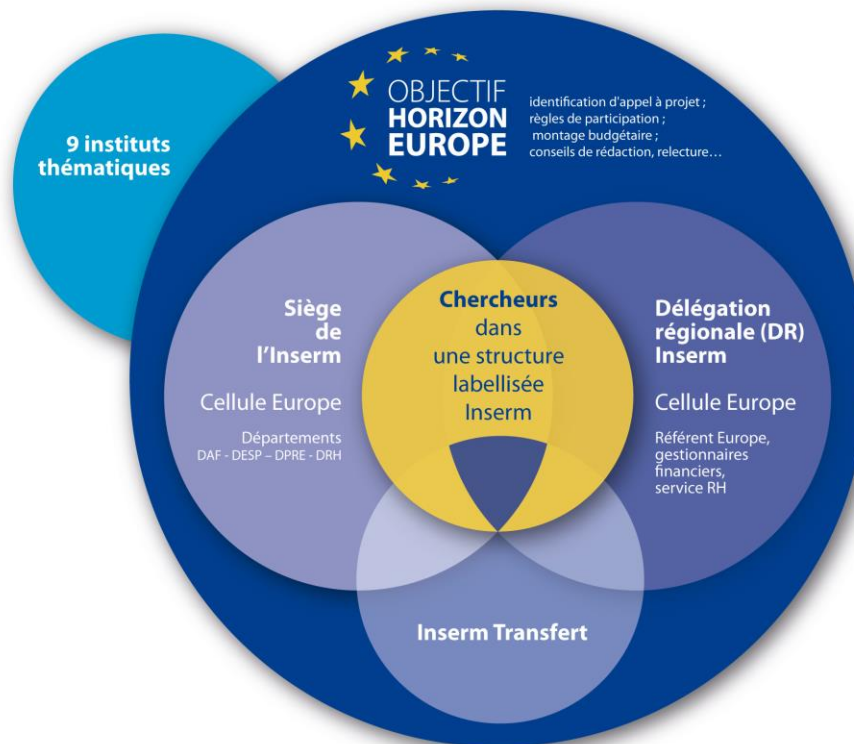 9 instituts
thématiques
OBJECTIF
HORIZON
EUROPE
identification d'appel à projet ;
règles de participation ;
montage budgétaire ;
conseils de rédaction, relecture…
Siège
de
l'Inserm
Cellule Europe
Départements
DAF - DESP – DPRE - DRH
Chercheurs
dans
une structure
labellisée
Inserm
Délégation
régionale (DR)
Inserm
Cellule Europe
Référent Europe,
gestionnaires
financiers,
service RH
Inserm Transfert